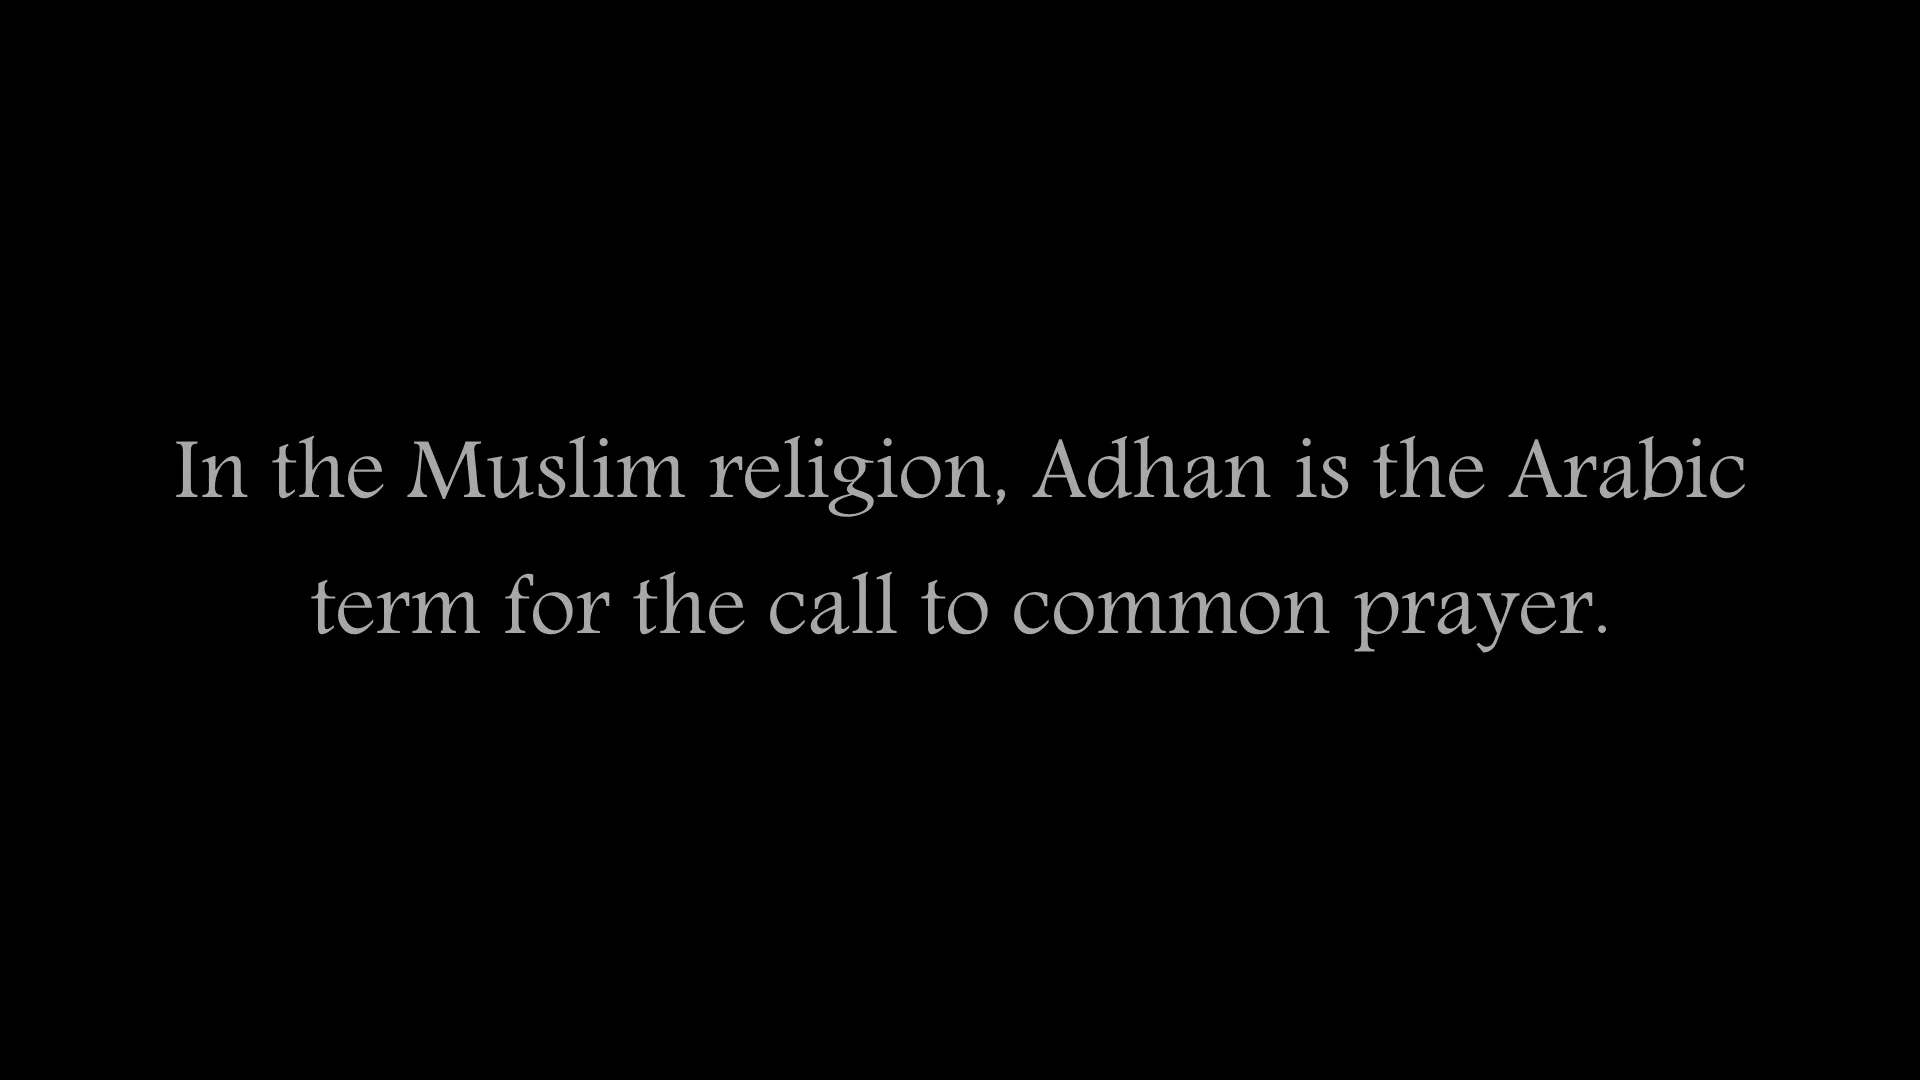 In the Muslim religion, Adhan is the Arabic
term for the call to common prayer.